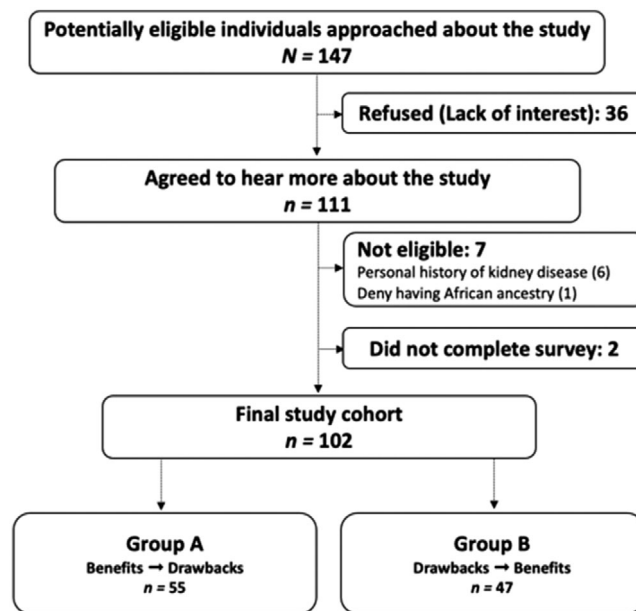 Potentially eligible individuals approached about the study
N = 147
Refused (Lack of interest): 36
Agreed to hear more about the study
n = 111
Not eligible: 7
Personal history of kidney disease (6)
Deny having African ancestry (1)
Did not complete survey: 2
Final study cohort
n = 102
Group A
Benefits → Drawbacks
n = 55
Group B
Drawbacks → Benefits
n = 47